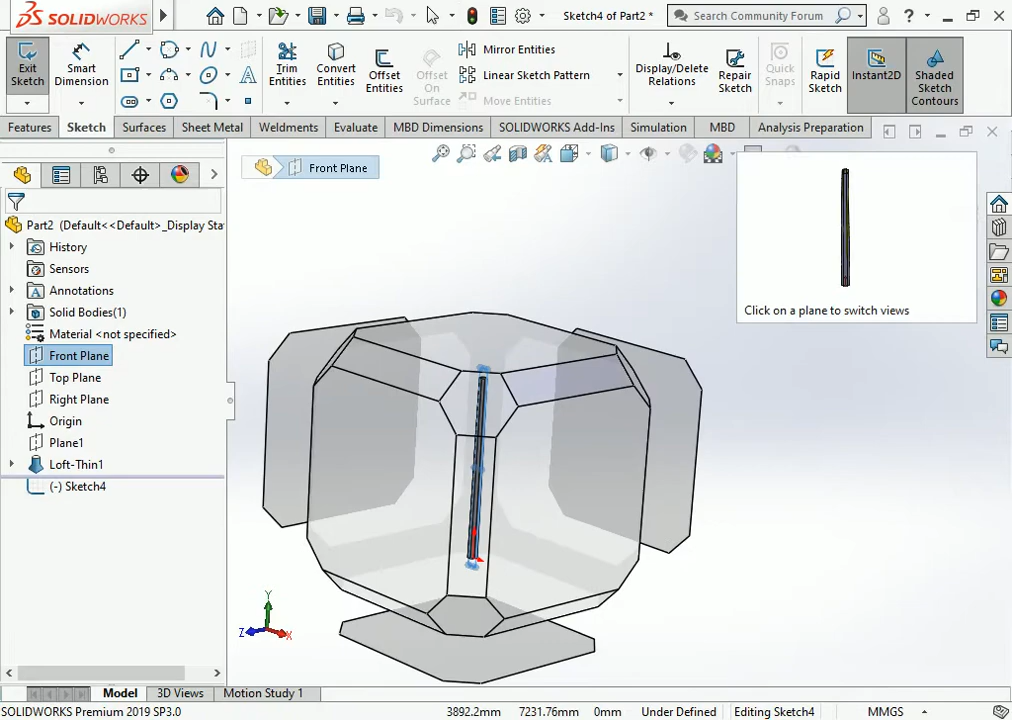 SOLIDWORKS
Sketch4 of Part2 *
Search Community Forum
?
Exit Sketch
Smart Dimension
Trim Entities
Convert Entities
Offset Entities
Offset On Surface
Mirror Entities
Linear Sketch Pattern
Move Entities
Display/Delete Relations
Repair Sketch
Quick Snaps
Rapid Sketch
Instant2D
Shaded Sketch Contours
Features
Sketch
Surfaces
Sheet Metal
Weldments
Evaluate
MBD Dimensions
SOLIDWORKS Add-Ins
Simulation
MBD
Analysis Preparation
Front Plane
Part2 (Default<<Default>_Display Sta
History
Sensors
Annotations
Solid Bodies(1)
Material <not specified>
Front Plane
Top Plane
Right Plane
Origin
Plane1
Loft-Thin1
(-) Sketch4
Click on a plane to switch views
Y
Z
X
Model
3D Views
Motion Study 1
SOLIDWORKS Premium 2019 SP3.0
3892.2mm
7231.76mm
0mm
Under Defined
Editing Sketch4
MMGS